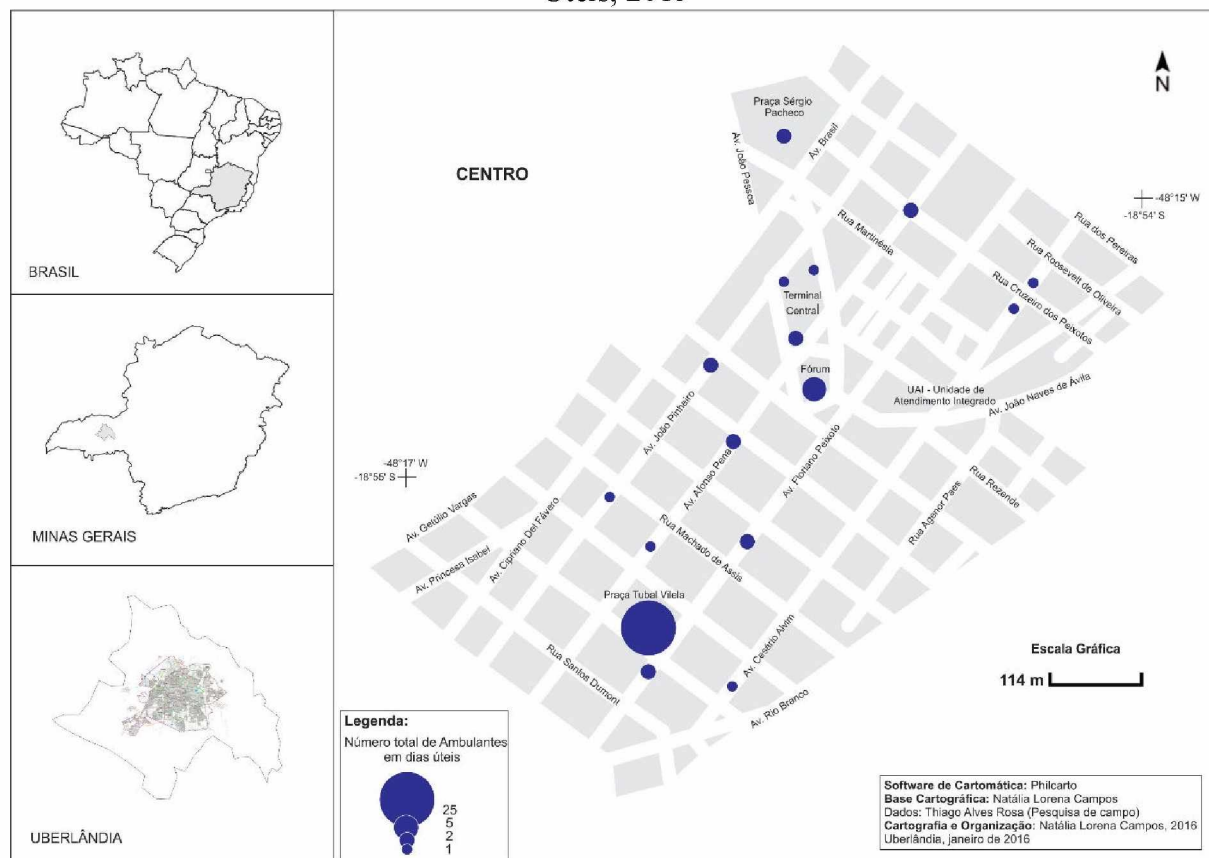 BRASIL
MINAS GERAIS
UBERLÂNDIA
CENTRO
N
Praça Sérgio
Pacheco
Av. Brasil
Av. João Pessoa
-48°15' W
-18°54' S
Rua Martinésia
Rua dos Pereiras
Rua Roosevelt de Oliveira
Rua Cruzeiro dos Peixotos
Terminal
Central
Fórum
UAI - Unidade de
Atendimento Integrado
Av. João Naves de Ávila
Av. João Pinheiro
Av. Afonso Pena
Av. Floriano Peixoto
-48°17' W
-18°55' S
Rua Rezende
Rua Agenor Paes
Av. Getúlio Vargas
Av. Cipriano Del Fávero
Av. Princesa Isabel
Rua Machado de Assis
Praça Tubal Vilela
Rua Santos Dumont
Av. Cesário Alvim
Av. Rio Branco
Escala Gráfica
114 m
Legenda:
Número total de Ambulantes
em dias úteis
25
5
2
1
Software de Cartomática: Philcarto
Base Cartográfica: Natália Lorena Campos
Dados: Thiago Alves Rosa (Pesquisa de campo)
Cartografia e Organização: Natália Lorena Campos, 2016
Uberlândia, janeiro de 2016